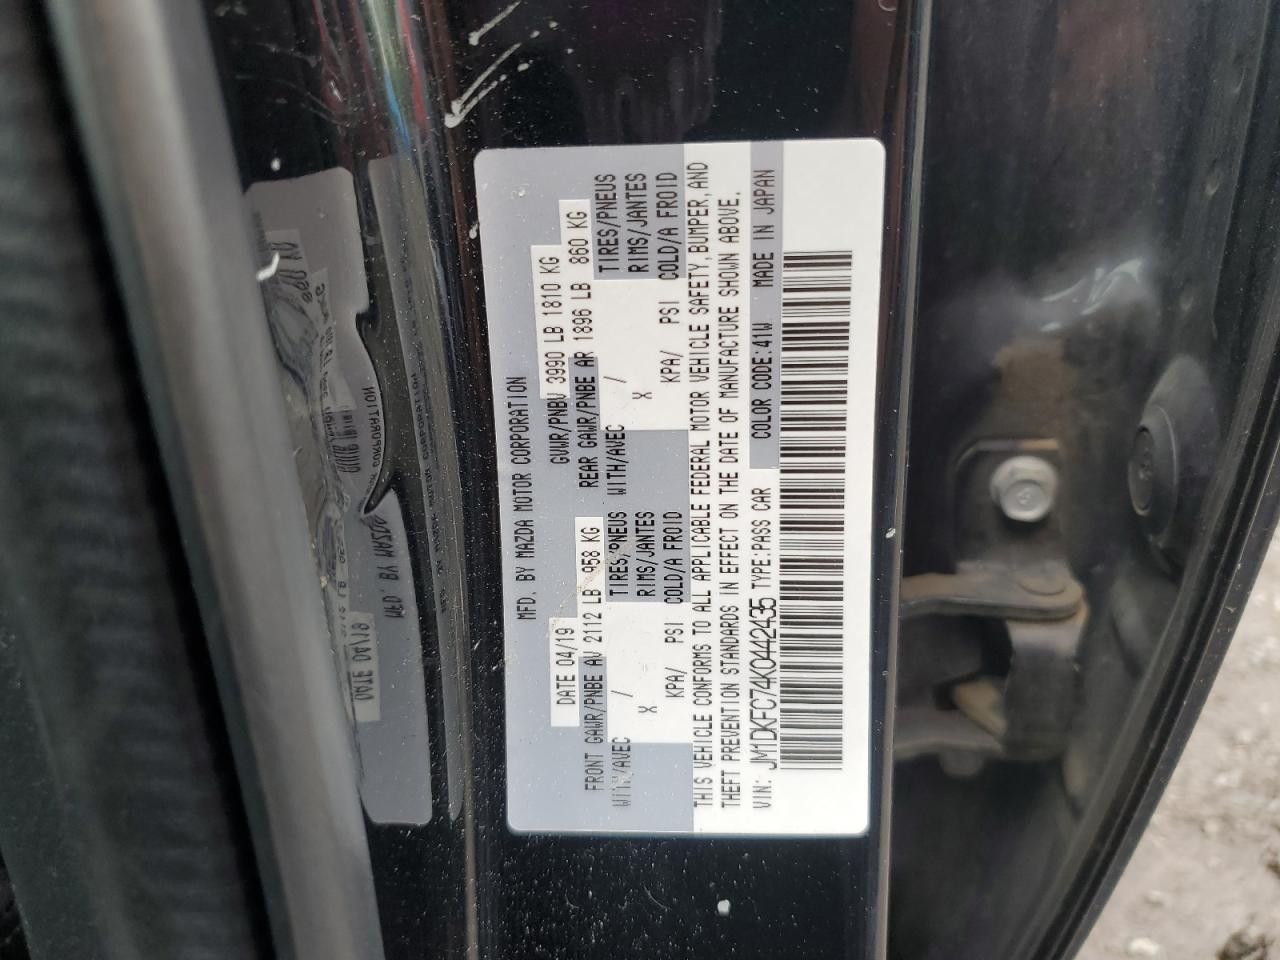 MFD. BY MAZDA MOTOR CORPORATION
DATE 04/19 GVWR/PNBV 3990 LB 1810 KG
FRONT GAWR/PNBE AV 2112 LB 958 KG REAR GAWR/PNBE AR 1896 LB 860 KG
WITH/AVEC / TIRES/PNEUS WITH/AVEC / TIRES/PNEUS
X RIMS/JANTES X RIMS/JANTES
KPA/ PSI COLD/A FROID KPA/ PSI COLD/A FROID
THIS VEHICLE CONFORMS TO ALL APPLICABLE FEDERAL MOTOR VEHICLE SAFETY, BUMPER, AND
THEFT PREVENTION STANDARDS IN EFFECT ON THE DATE OF MANUFACTURE SHOWN ABOVE.
VIN: JM1DKFC74K0442435 TYPE:PASS CAR COLOR CODE:41W MADE IN JAPAN